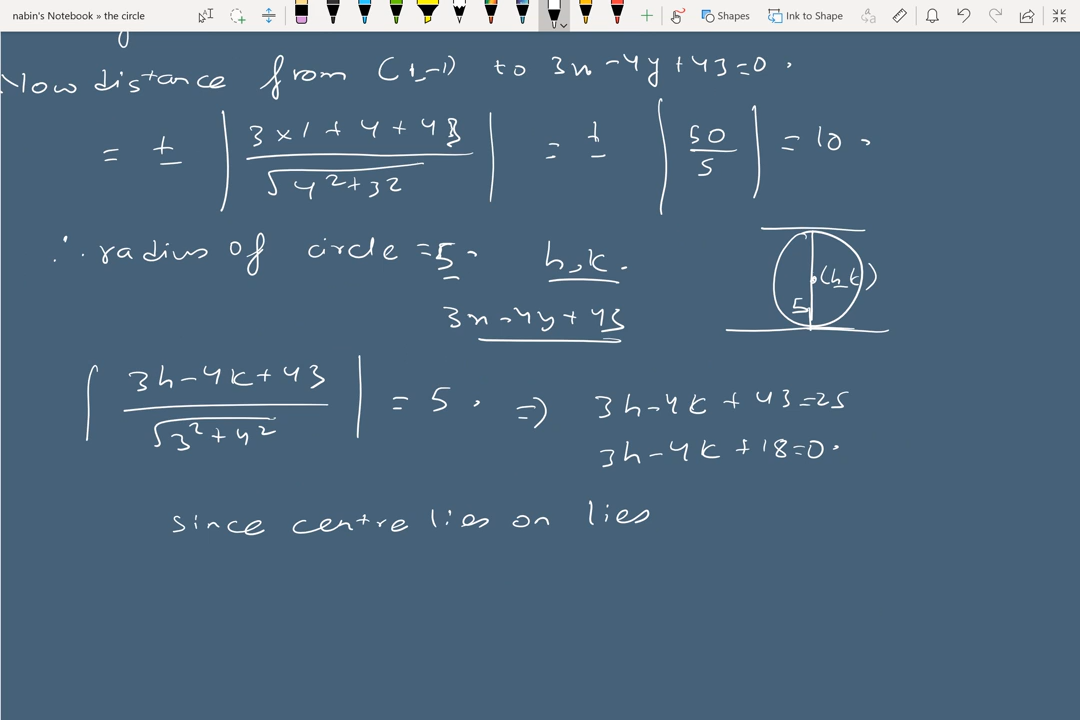 nabin's Notebook » the circle
Shapes Ink to Shape
Now distance from (1,-1) to 3x-4y+43=0.
= ± | (3×1+4+43)/√(4²+3²) | = ± | 50/5 | = 10.
∴ radius of circle = 5. h,k.
(h,k)
5
3x-4y+43
| (3h-4k+43)/√(3²+4²) | = 5. => 3h-4k+43=25
3h-4k+18=0.
since centre lies on lies